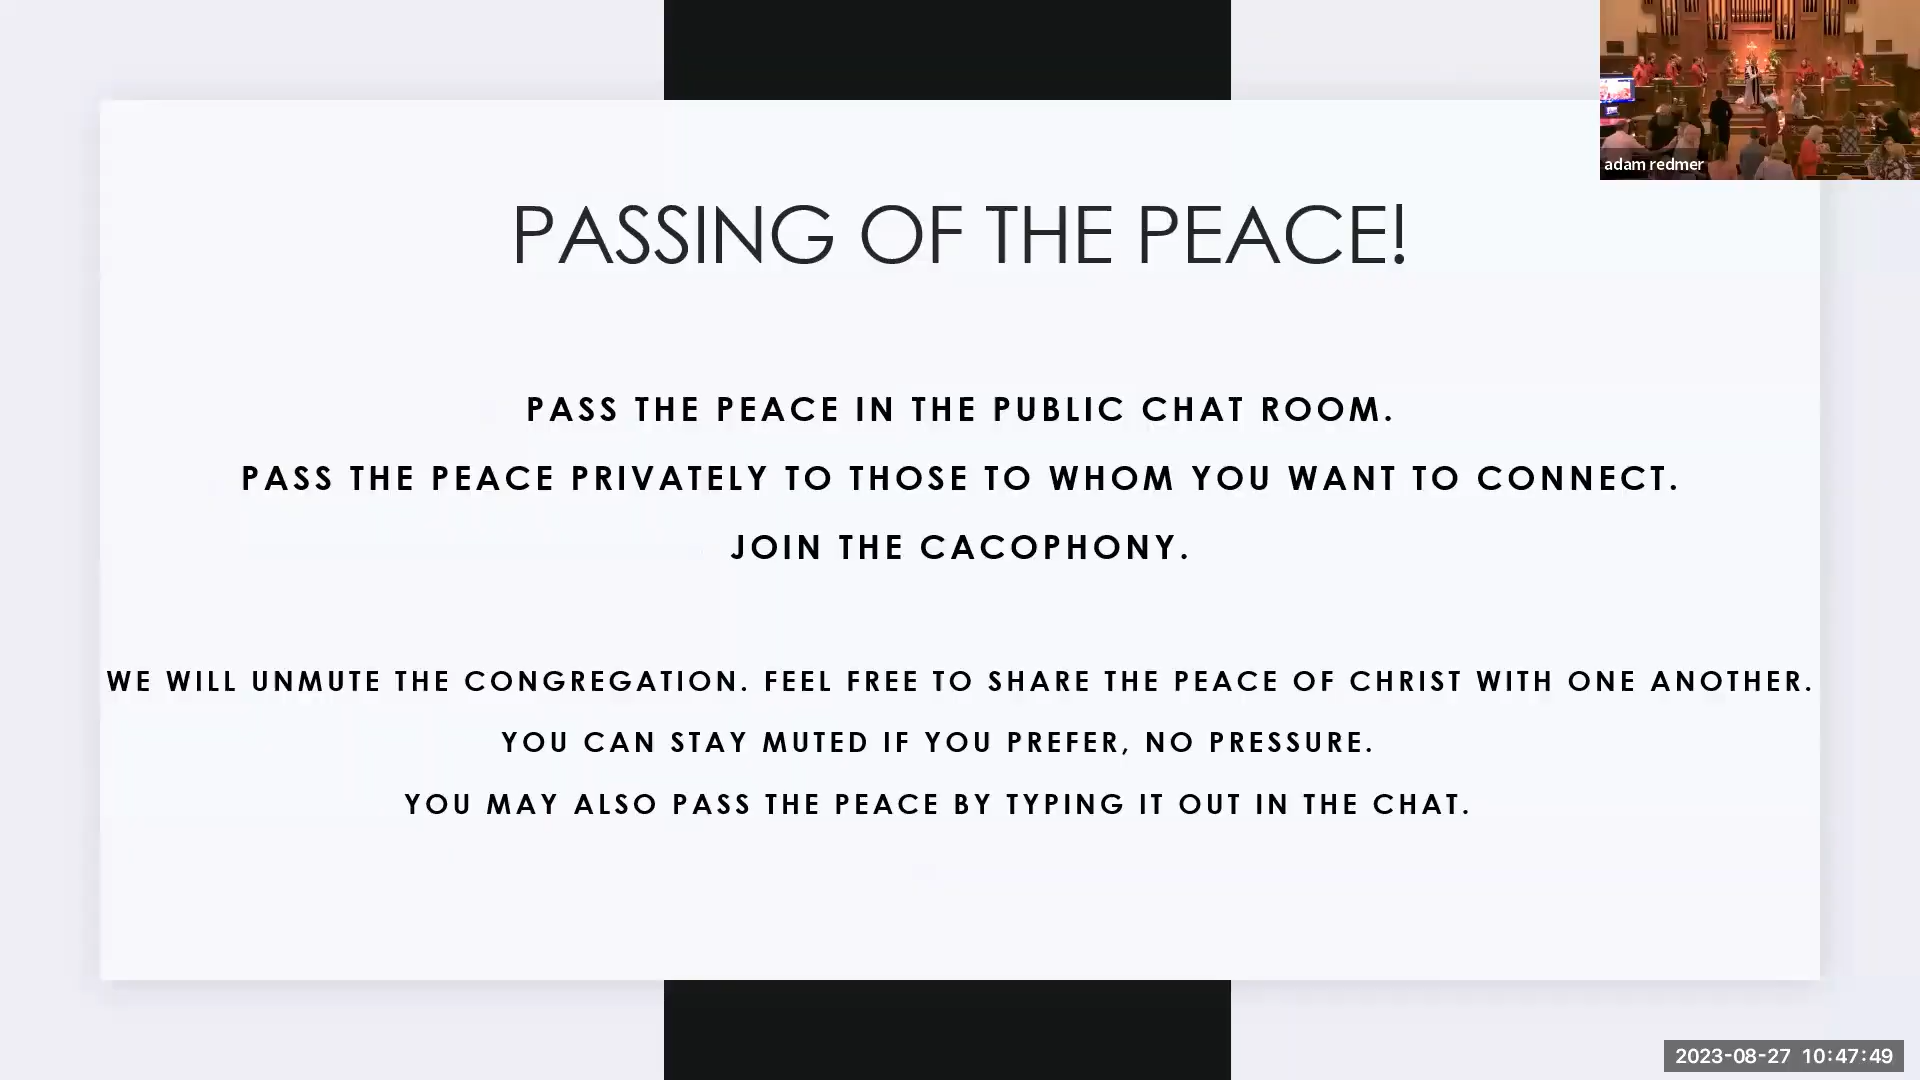 adam redmer
PASSING OF THE PEACE!
PASS THE PEACE IN THE PUBLIC CHAT ROOM.
PASS THE PEACE PRIVATELY TO THOSE TO WHOM YOU WANT TO CONNECT.
JOIN THE CACOPHONY.
WE WILL UNMUTE THE CONGREGATION. FEEL FREE TO SHARE THE PEACE OF CHRIST WITH ONE ANOTHER.
YOU CAN STAY MUTED IF YOU PREFER, NO PRESSURE.
YOU MAY ALSO PASS THE PEACE BY TYPING IT OUT IN THE CHAT.
2023-08-27 10:47:49